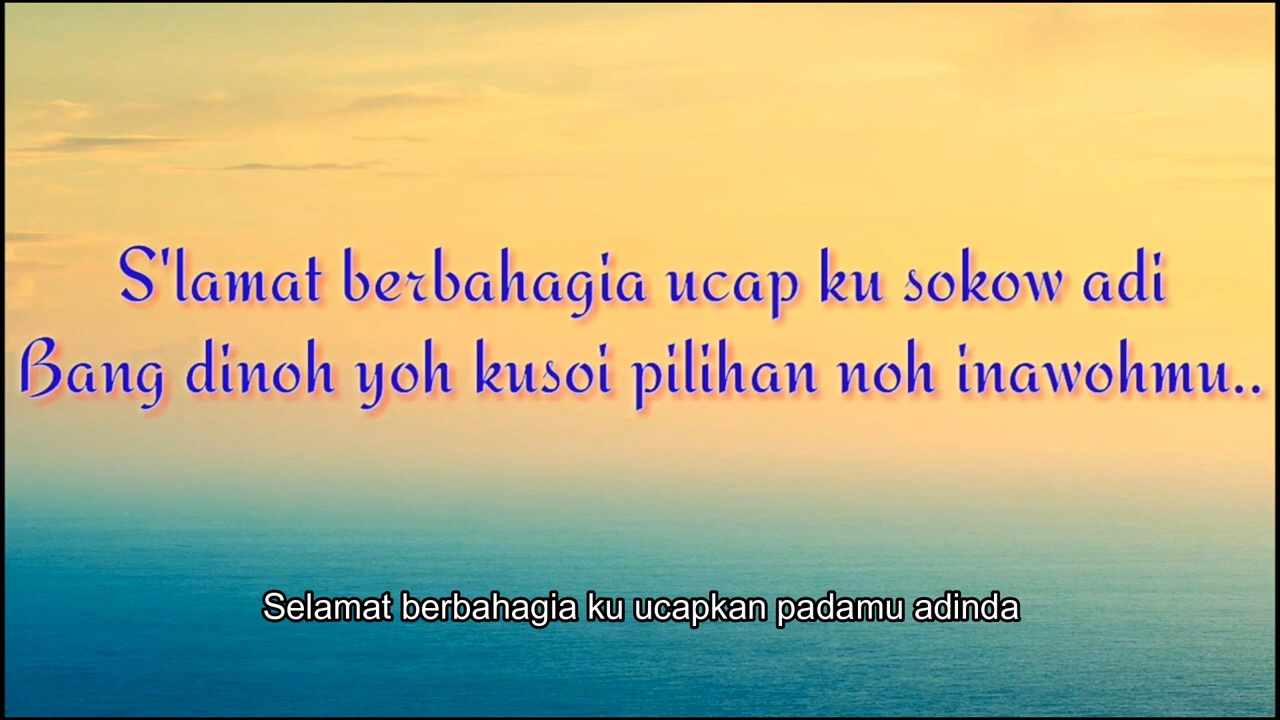 S'lamat berbahagia ucap ku sokow adi
Bang dinoh yoh kusoi pilihan noh inawohmu..
Selamat berbahagia ku ucapkan padamu adinda